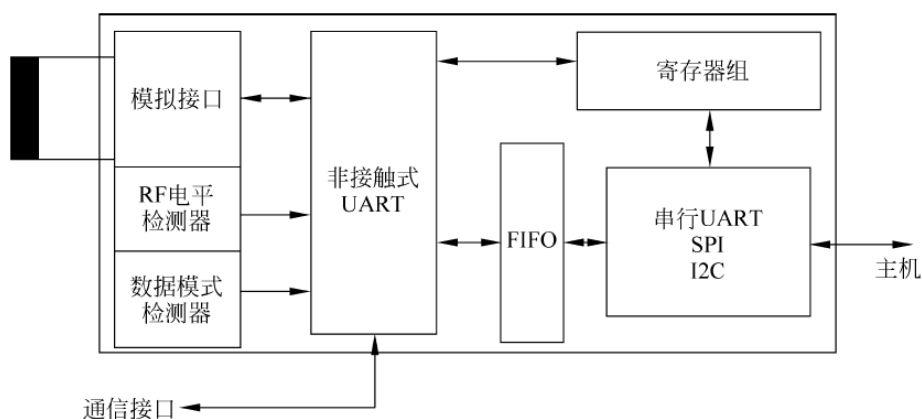 模拟接口
RF电平
检测器
数据模式
检测器
非接触式
UART
FIFO
寄存器组
串行UART
SPI
I2C
主机
通信接口